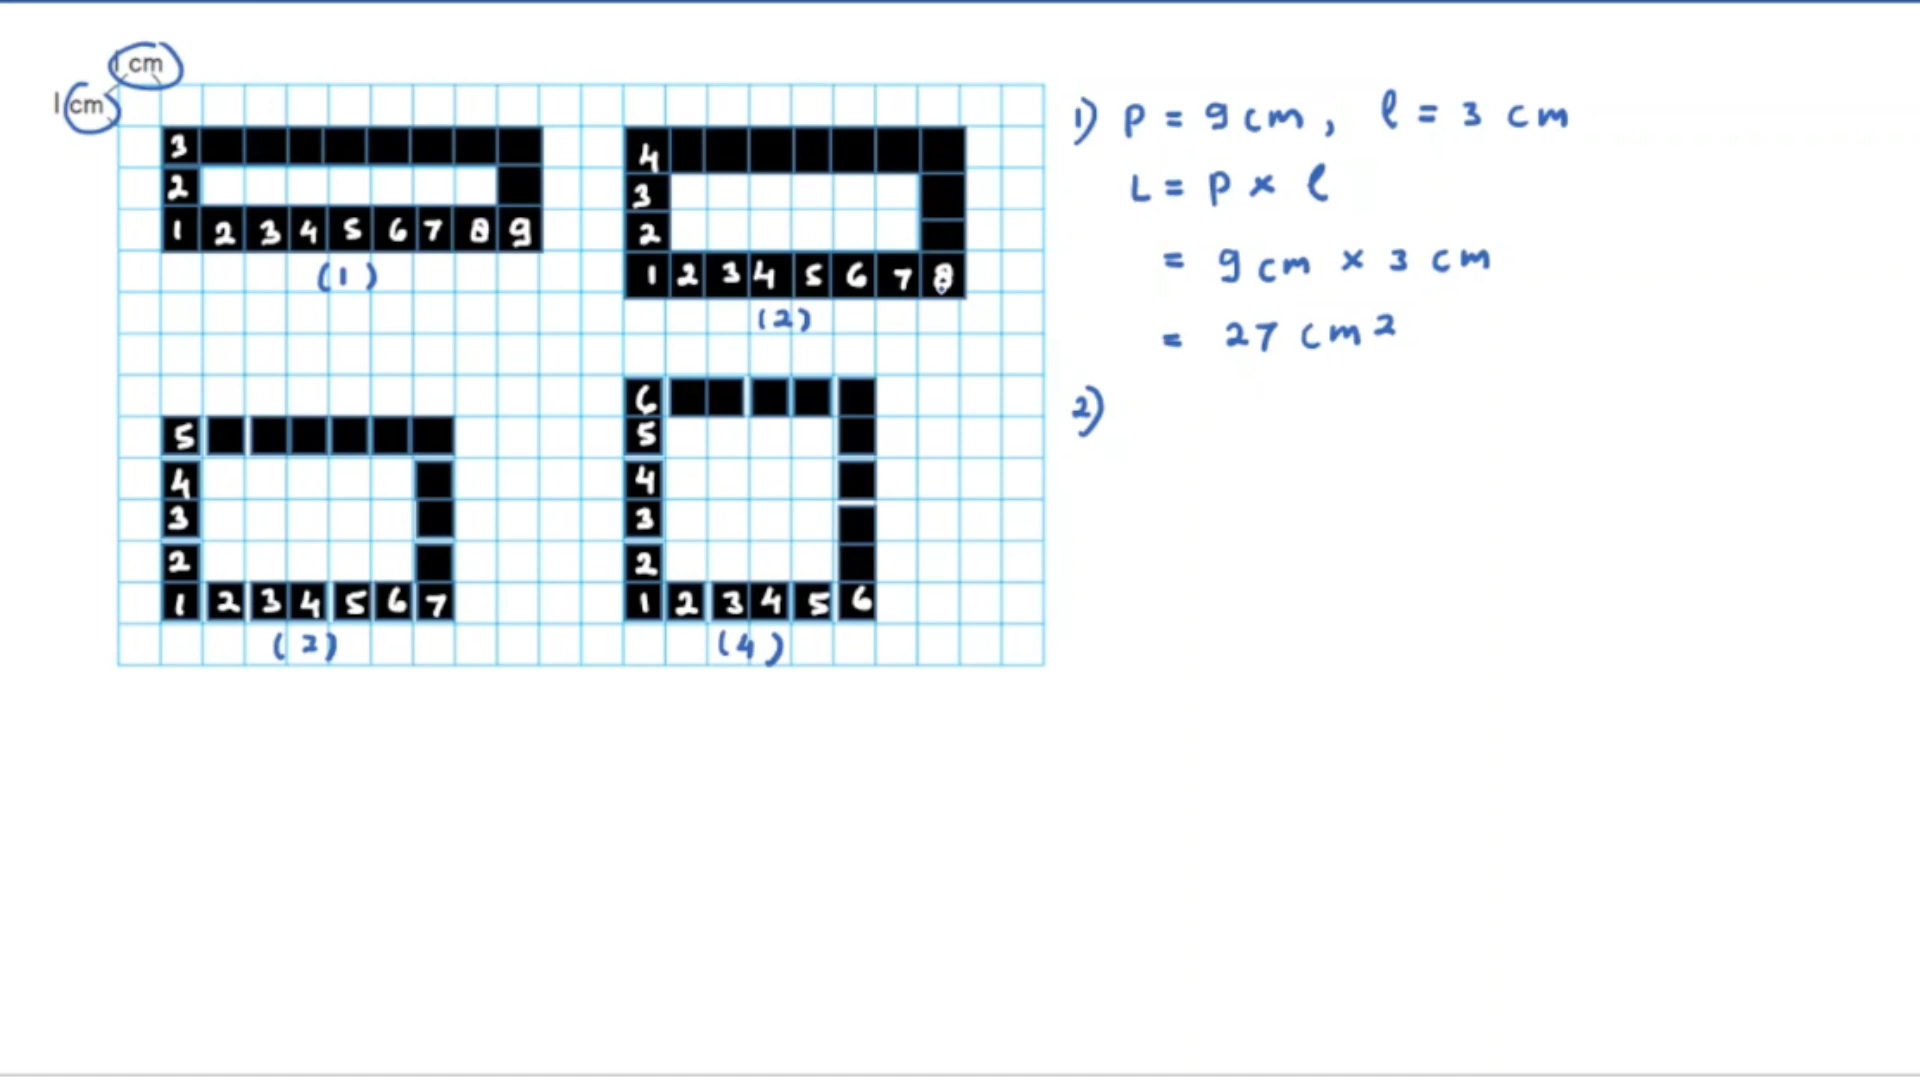 1 cm
1 cm
3
2
1 2 3 4 5 6 7 8 9
(1)
4
3
2
1 2 3 4 5 6 7 8
(2)
5
4
3
2
1 2 3 4 5 6 7
(3)
6
5
4
3
2
1 2 3 4 5 6
(4)
1) P = 9 cm, l = 3 cm
L = P × l
= 9 cm × 3 cm
= 27 cm²
2)